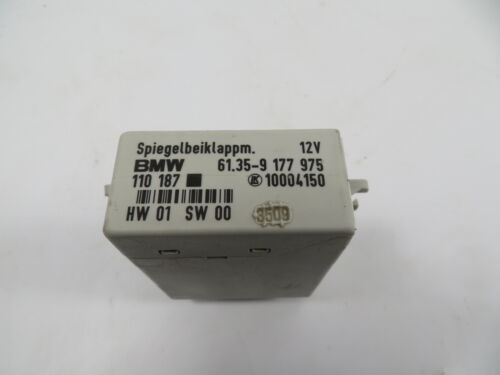 Spiegelbeiklappm. 12V
BMW 61.35-9 177 975
110 187 10004150
HW 01 SW 00 3509